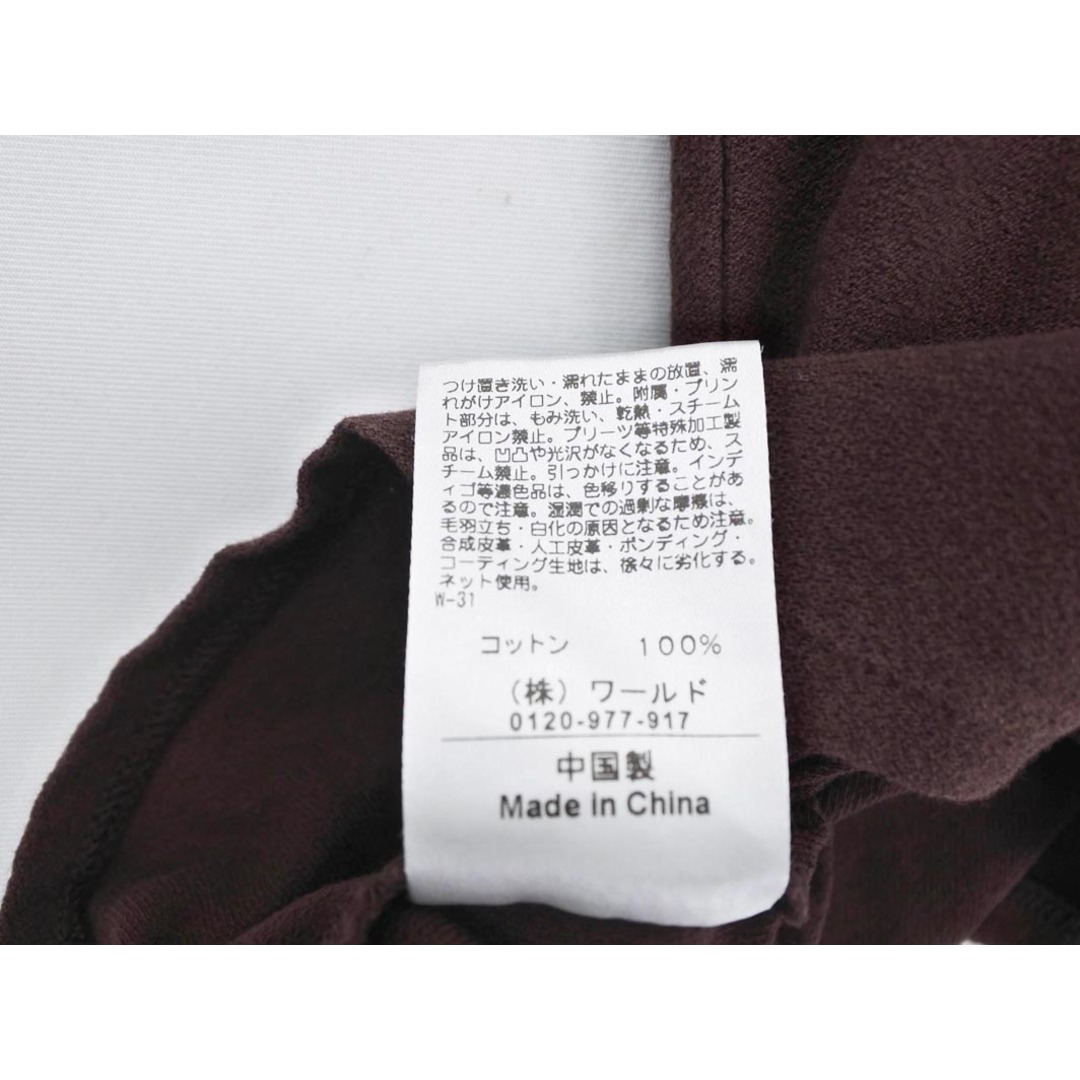 つけ置き洗い・濡れたままの放置、濡
れがけアイロン、禁止。附属・プリン
ト部分は、もみ洗い、乾熱・スチーム
アイロン禁止。プリーツ等特殊加工製
品は、凹凸や光沢がなくなるため、ス
チーム禁止。引っかけに注意。インデ
ィゴ等濃色品は、色移りすることがあ
るので注意。湿潤での過剰な摩擦は、
毛羽立ち・白化の原因となるため注意。
合成皮革・人工皮革・ボンディング・
コーティング生地は、徐々に劣化する。
ネット使用。
W-31
コットン 100%
（株）ワールド
0120-977-917
中国製
Made in China